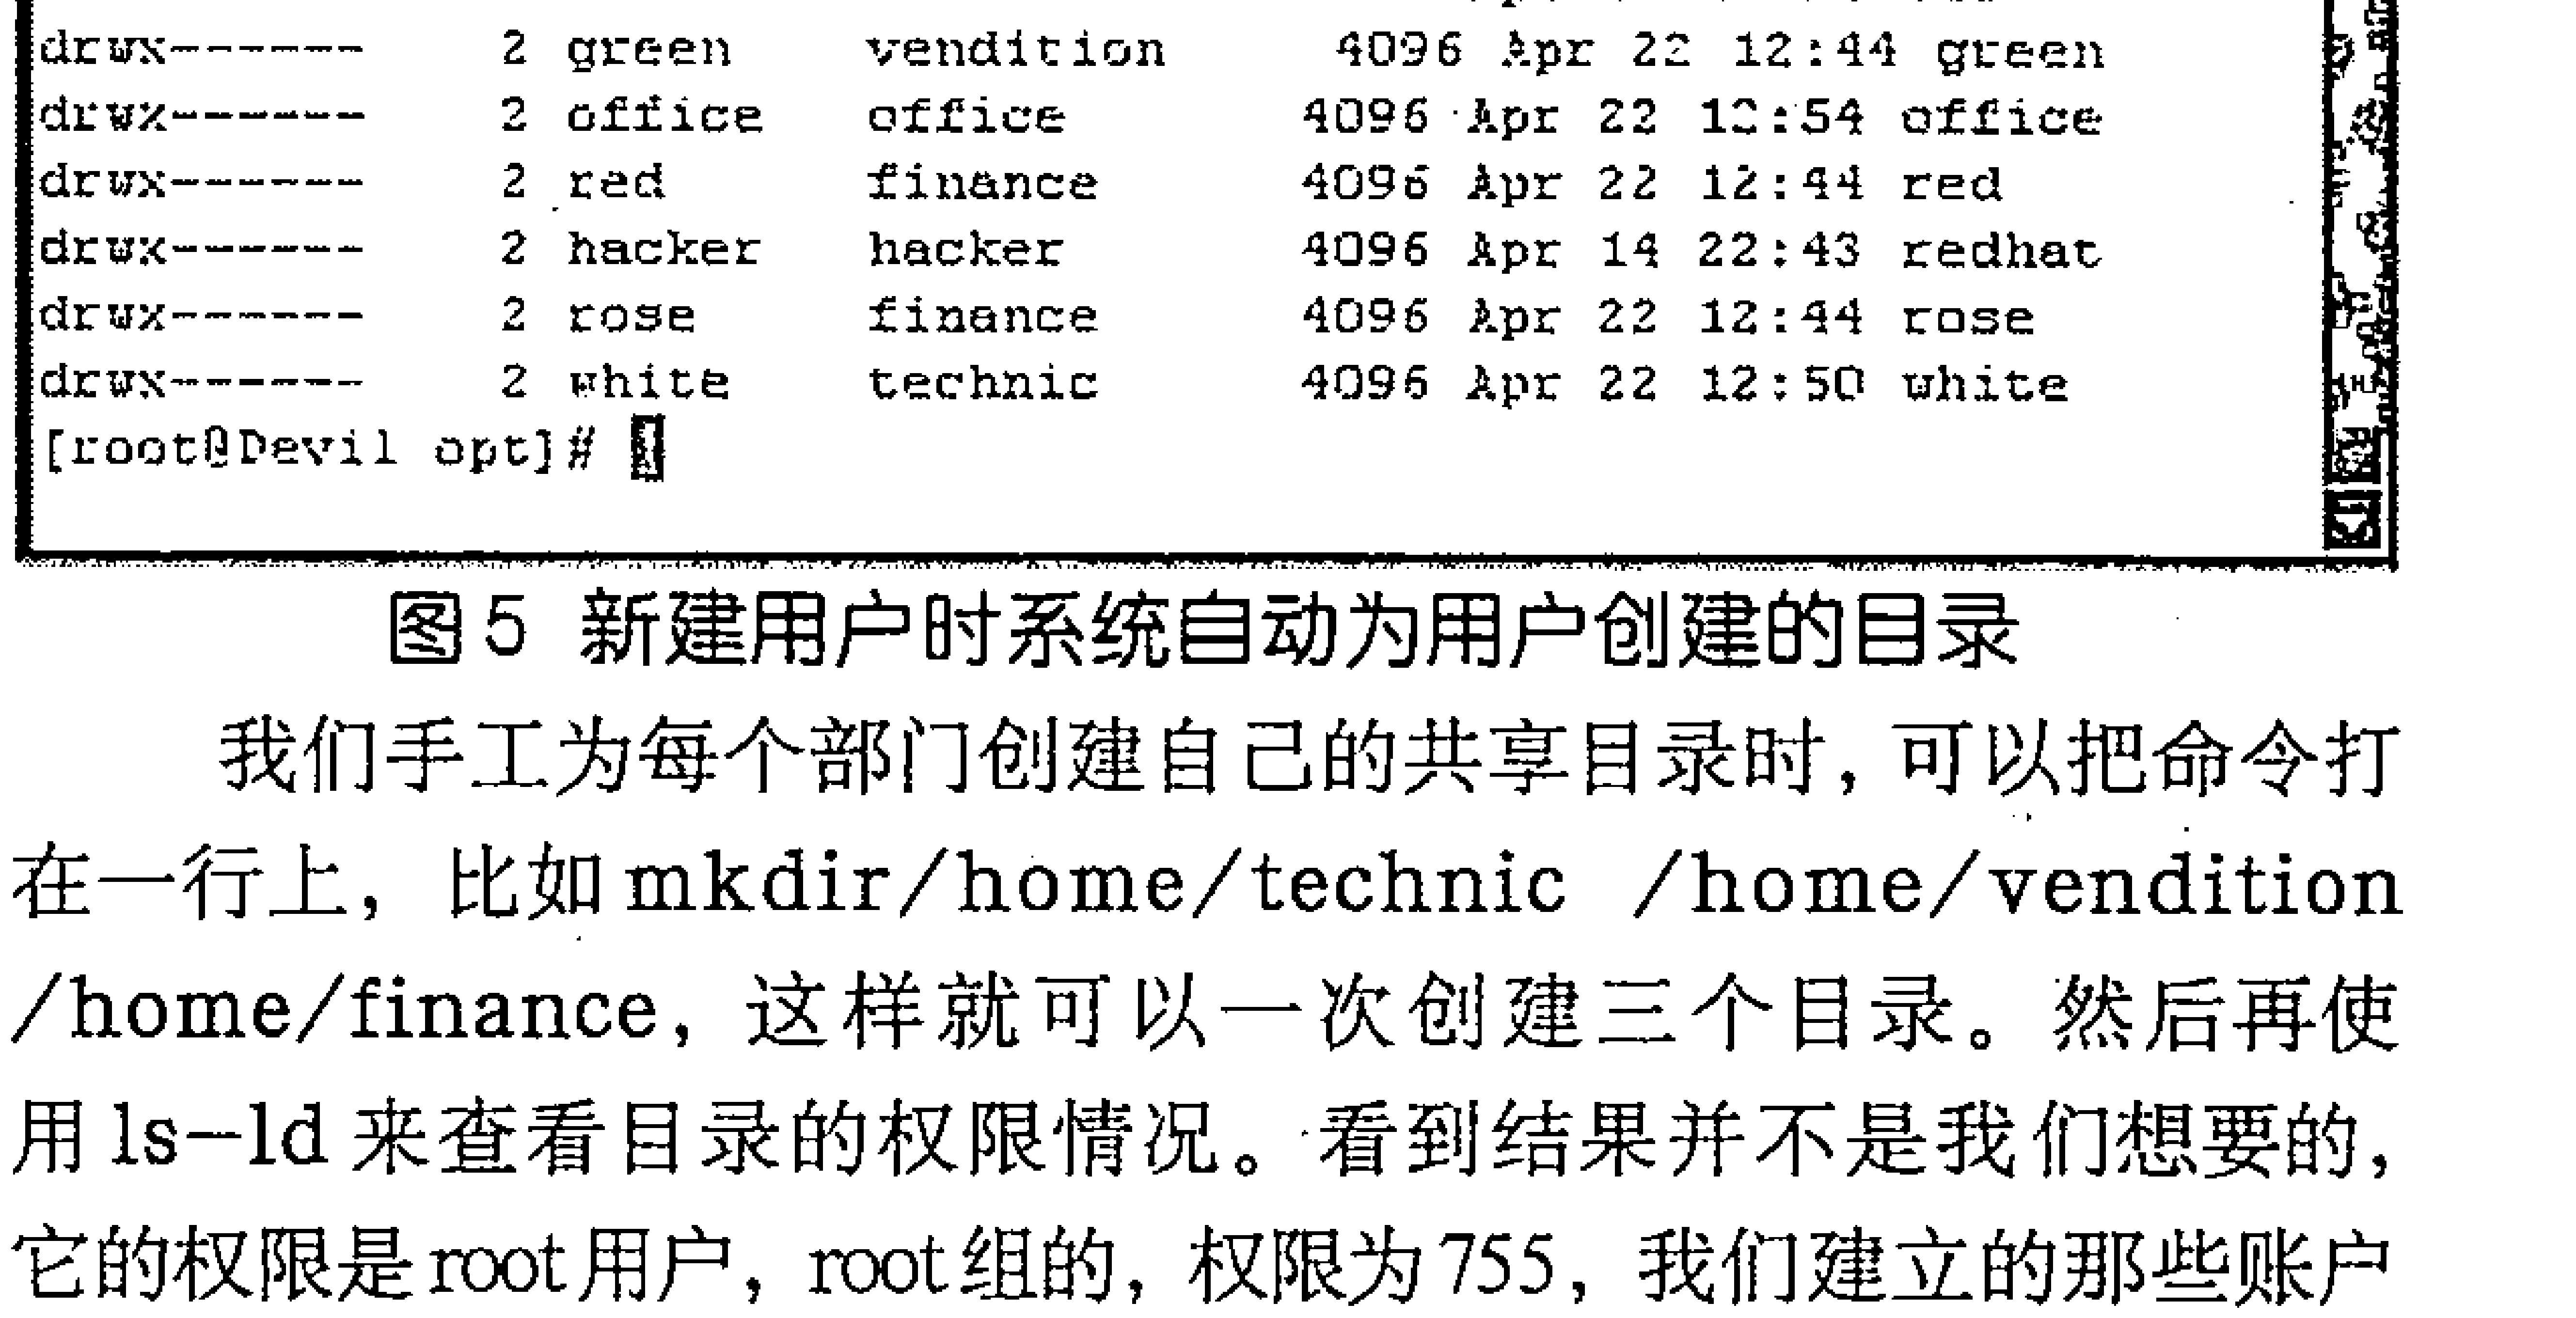 drwx------ 2 green vendition 4096 Apr 22 12:44 green
drwx------ 2 office office 4096 Apr 22 12:54 office
drwx------ 2 red finance 4096 Apr 22 12:44 red
drwx------ 2 hacker hacker 4096 Apr 14 22:43 redhat
drwx------ 2 rose finance 4096 Apr 22 12:44 rose
drwx------ 2 white technic 4096 Apr 22 12:50 white
[root@Devil opt]#
图5 新建用户时系统自动为用户创建的目录
我们手工为每个部门创建自己的共享目录时，可以把命令打
在一行上，比如mkdir/home/technic /home/vendition
/home/finance，这样就可以一次创建三个目录。然后再使
用ls-ld来查看目录的权限情况。看到结果并不是我们想要的，
它的权限是root用户，root组的，权限为755，我们建立的那些账户